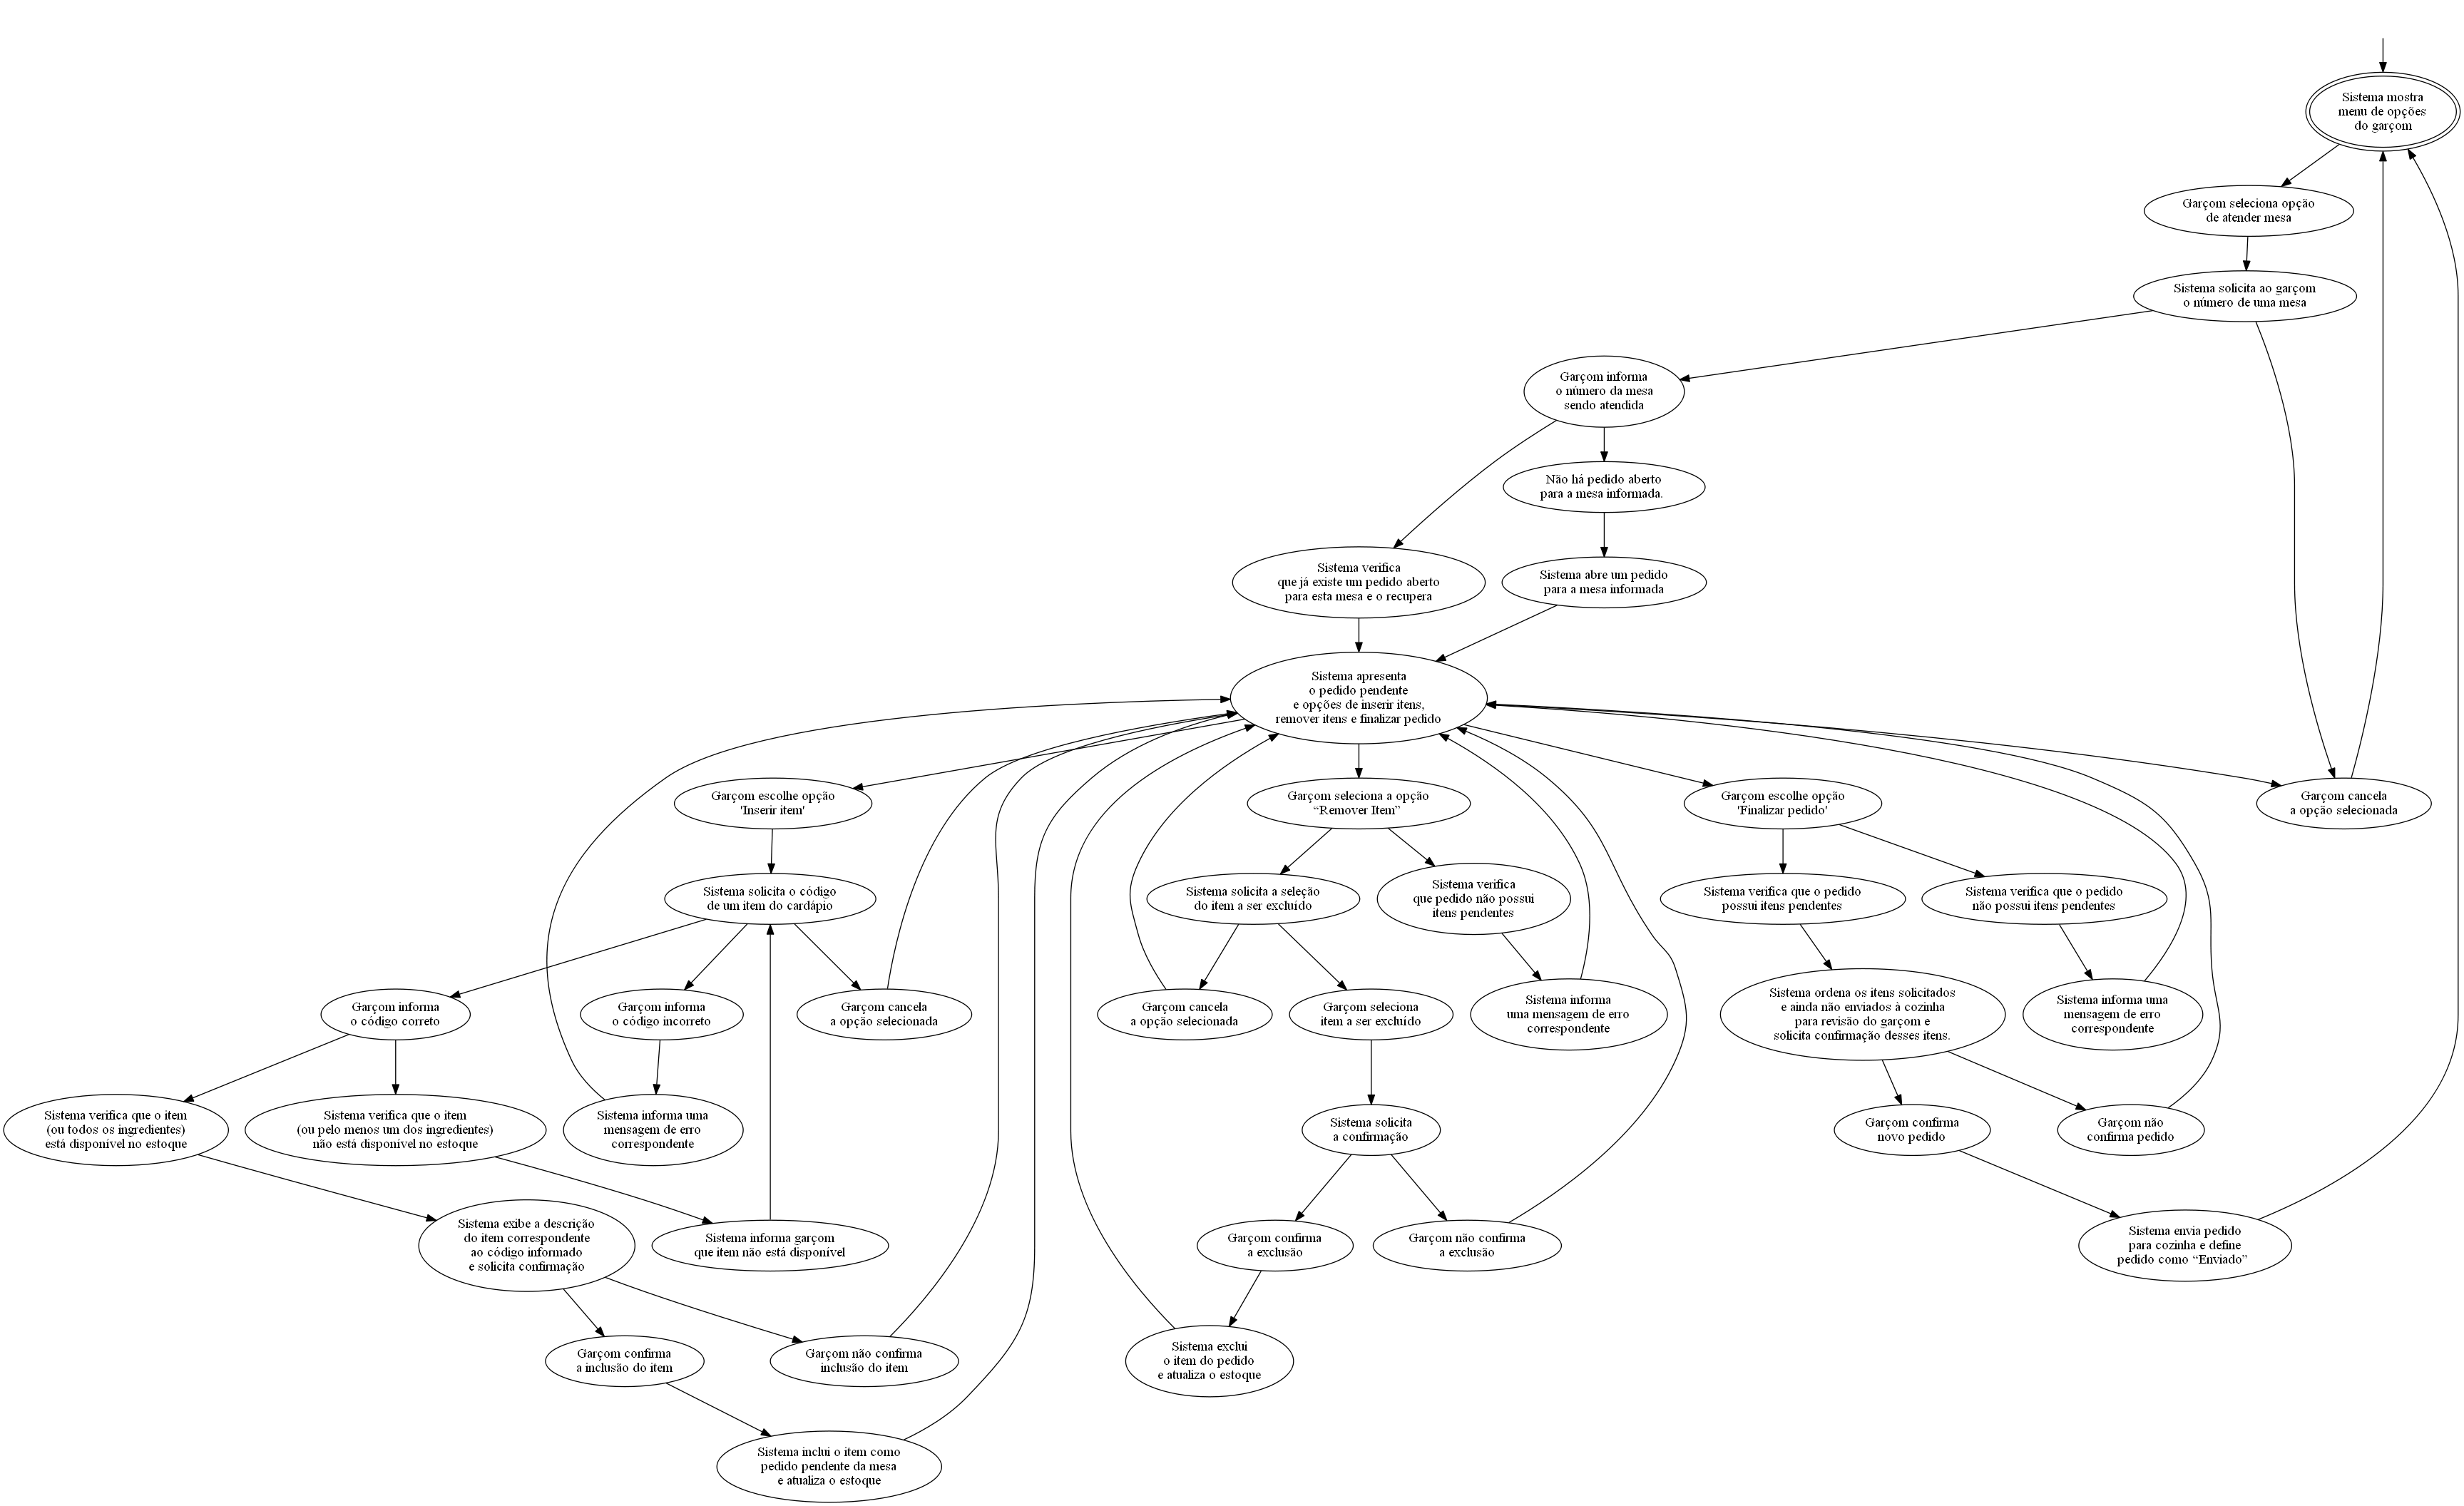 Sistema mostra
menu de opções
do garçom
Garçom seleciona opção
de atender mesa
Sistema solicita ao garçom
o número de uma mesa
Garçom informa
o número da mesa
sendo atendida
Não há pedido aberto
para a mesa informada.
Sistema verifica
que já existe um pedido aberto
para esta mesa e o recupera
Sistema abre um pedido
para a mesa informada
Sistema apresenta
o pedido pendente
e opções de inserir itens,
remover itens e finalizar pedido
Garçom escolhe opção
'Inserir item'
Garçom seleciona a opção
“Remover Item”
Garçom escolhe opção
'Finalizar pedido'
Garçom cancela
a opção selecionada
Sistema solicita o código
de um item do cardápio
Sistema solicita a seleção
do item a ser excluído
Sistema verifica
que pedido não possui
itens pendentes
Sistema verifica que o pedido
possui itens pendentes
Sistema verifica que o pedido
não possui itens pendentes
Garçom informa
o código correto
Garçom informa
o código incorreto
Garçom cancela
a opção selecionada
Garçom cancela
a opção selecionada
Garçom seleciona
item a ser excluído
Sistema informa
uma mensagem de erro
correspondente
Sistema ordena os itens solicitados
e ainda não enviados à cozinha
para revisão do garçom e
solicita confirmação desses itens.
Sistema informa uma
mensagem de erro
correspondente
Sistema verifica que o item
(ou todos os ingredientes)
está disponível no estoque
Sistema verifica que o item
(ou pelo menos um dos ingredientes)
não está disponível no estoque
Sistema informa uma
mensagem de erro
correspondente
Sistema solicita
a confirmação
Garçom confirma
novo pedido
Garçom não
confirma pedido
Sistema exibe a descrição
do item correspondente
ao código informado
e solicita confirmação
Sistema informa garçom
que item não está disponível
Garçom confirma
a exclusão
Garçom não confirma
a exclusão
Sistema envia pedido
para cozinha e define
pedido como “Enviado”
Garçom confirma
a inclusão do item
Garçom não confirma
inclusão do item
Sistema exclui
o item do pedido
e atualiza o estoque
Sistema inclui o item como
pedido pendente da mesa
e atualiza o estoque